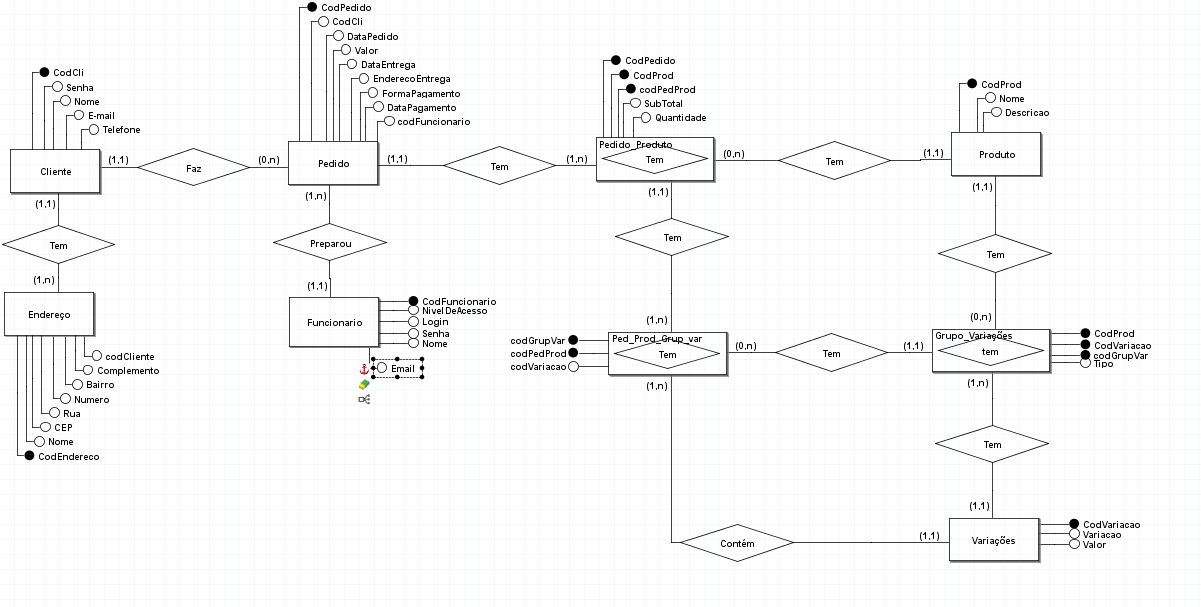 CodPedido
CodCli
DataPedido
Valor
DataEntrega
EnderecoEntrega
FormaPagamento
DataPagamento
codFuncionario
CodCli
Senha
Nome
E-mail
Telefone
CodPedido
CodProd
codPedProd
SubTotal
Quantidade
CodProd
Nome
Descricao
Cliente
(1,1)
Faz
(0,n)
Pedido
(1,1)
Tem
(1,n)
Pedido_Produto
Tem
(0,n)
Tem
(1,1)
Produto
(1,1)
(1,n)
(1,1)
(1,1)
Tem
Preparou
Tem
Tem
(1,n)
(1,1)
(1,n)
(0,n)
Endereço
Funcionario
CodFuncionario
NivelDeAcesso
Login
Senha
Nome
Email
codGrupVar
codPedProd
codVariacao
Ped_Prod_Grup_var
Tem
(0,n)
Tem
(1,1)
Grupo_Variações
tem
CodProd
CodVariacao
codGrupVar
Tipo
codCliente
Complemento
Bairro
Numero
Rua
CEP
Nome
CodEndereco
(1,n)
(1,n)
Tem
(1,1)
Contém
(1,1)
Variações
CodVariacao
Variacao
Valor